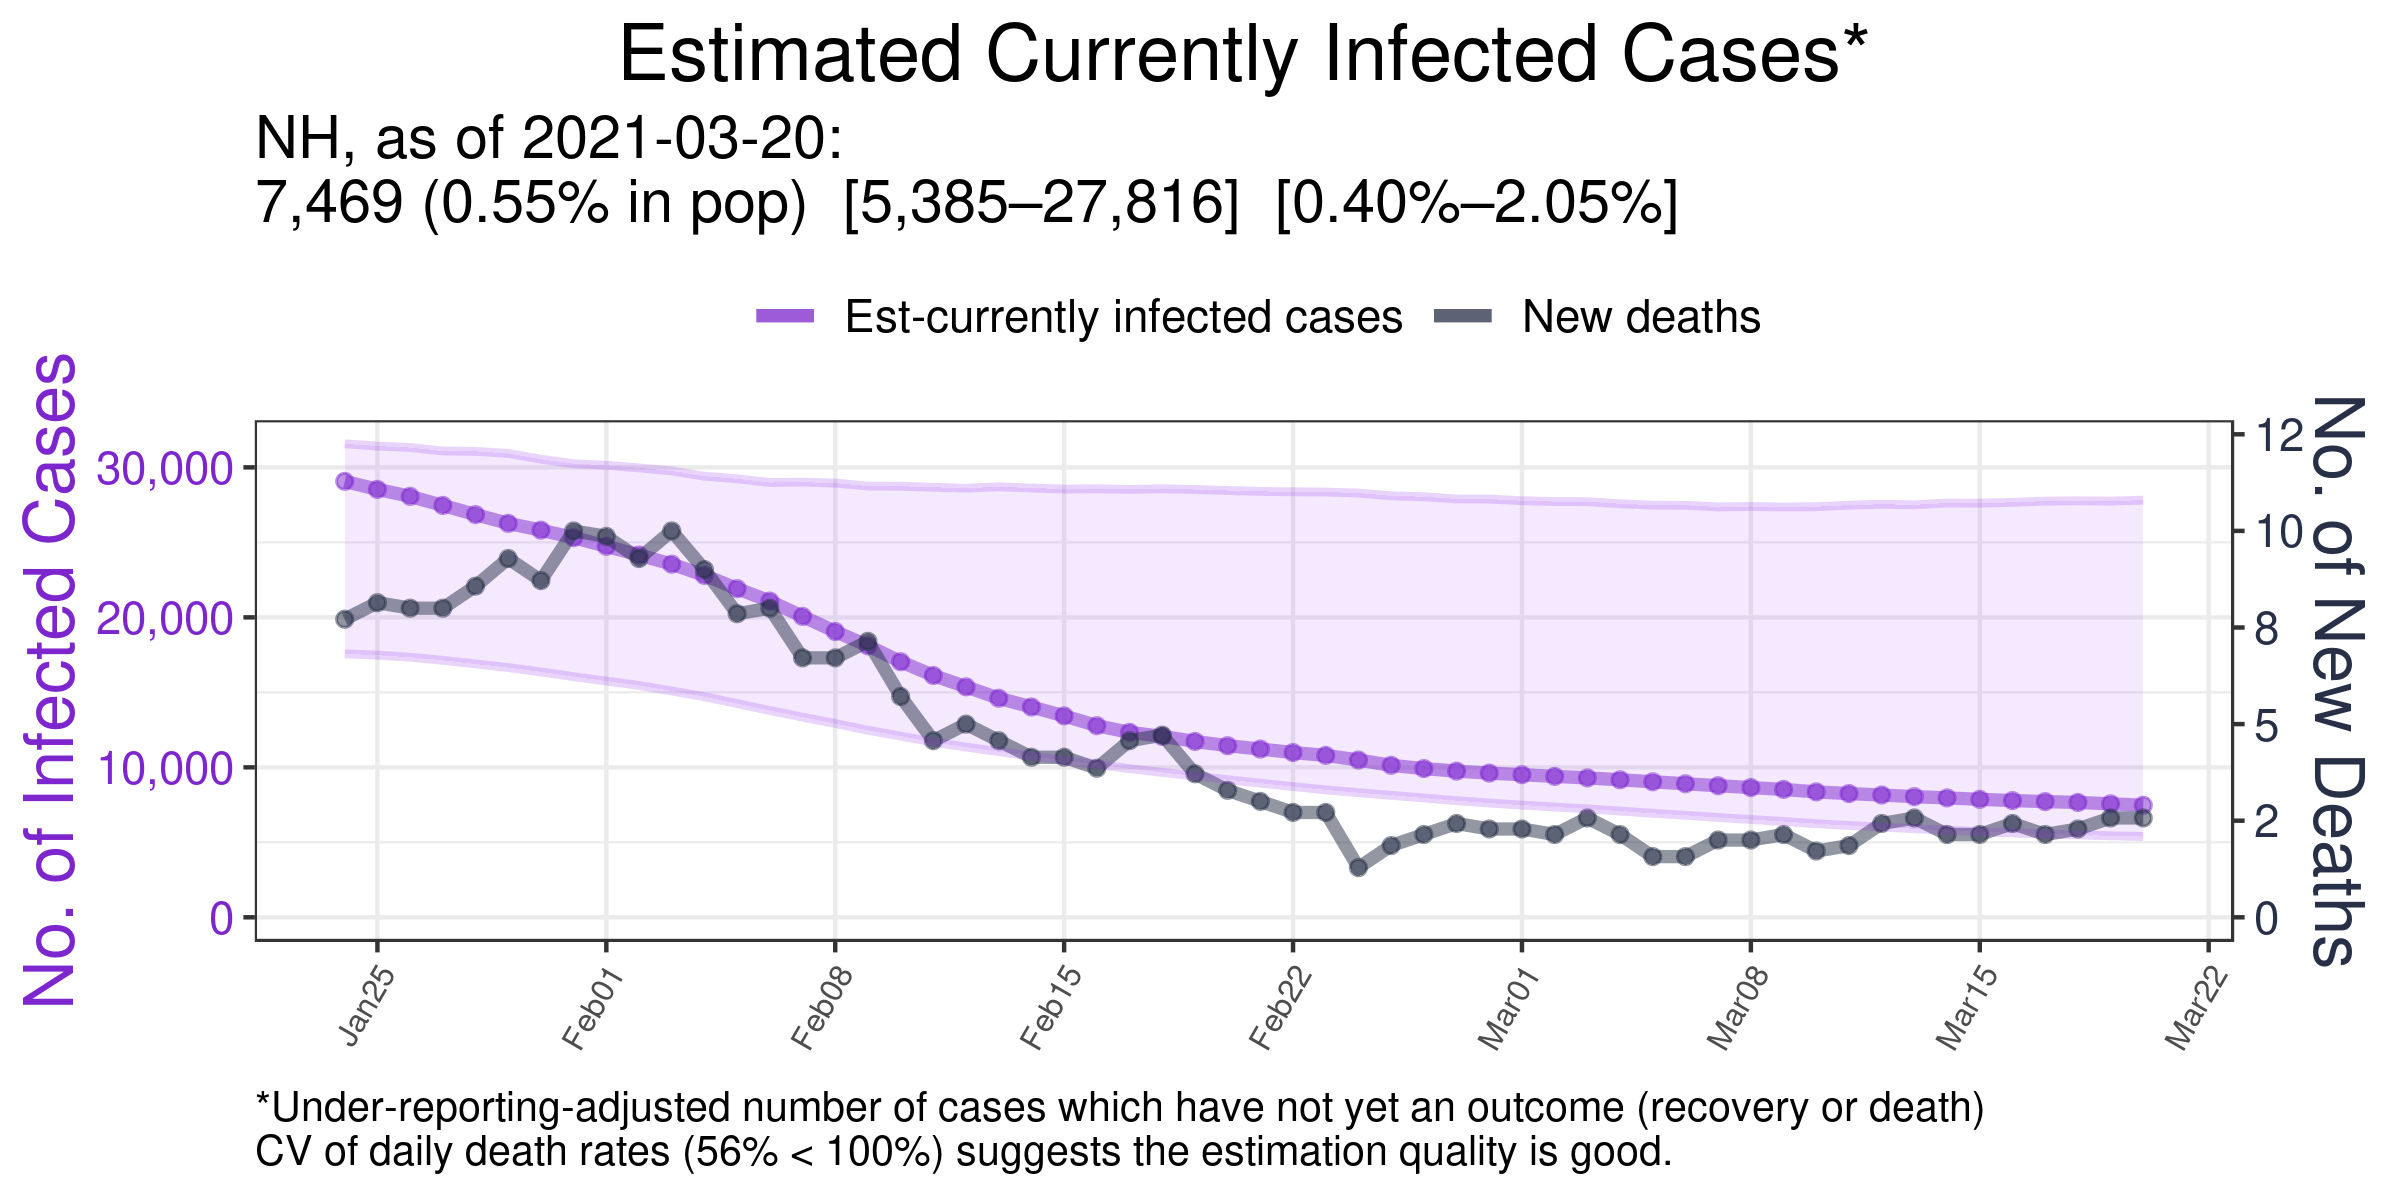 Estimated Currently Infected Cases*
NH, as of 2021-03-20:
7,469 (0.55% in pop)  [5,385–27,816]  [0.40%–2.05%]
Est-currently infected cases
New deaths
No. of Infected Cases
30,000
20,000
10,000
0
12
10
8
5
2
0
No. of New Deaths
Jan25
Feb01
Feb08
Feb15
Feb22
Mar01
Mar08
Mar15
Mar22
*Under-reporting-adjusted number of cases which have not yet an outcome (recovery or death)
CV of daily death rates (56% < 100%) suggests the estimation quality is good.